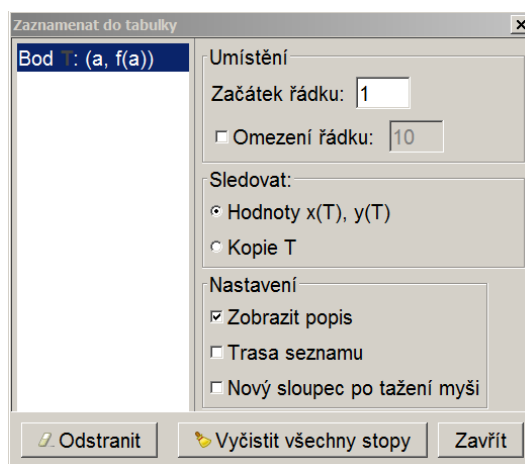 Zaznamenat do tabulky
Bod T: (a, f(a))
Umístění
Začátek řádku: 1
Omezení řádku: 10
Sledovat:
Hodnoty x(T), y(T)
Kopie T
Nastavení
Zobrazit popis
Trasa seznamu
Nový sloupec po tažení myši
Odstranit
Vyčistit všechny stopy
Zavřít